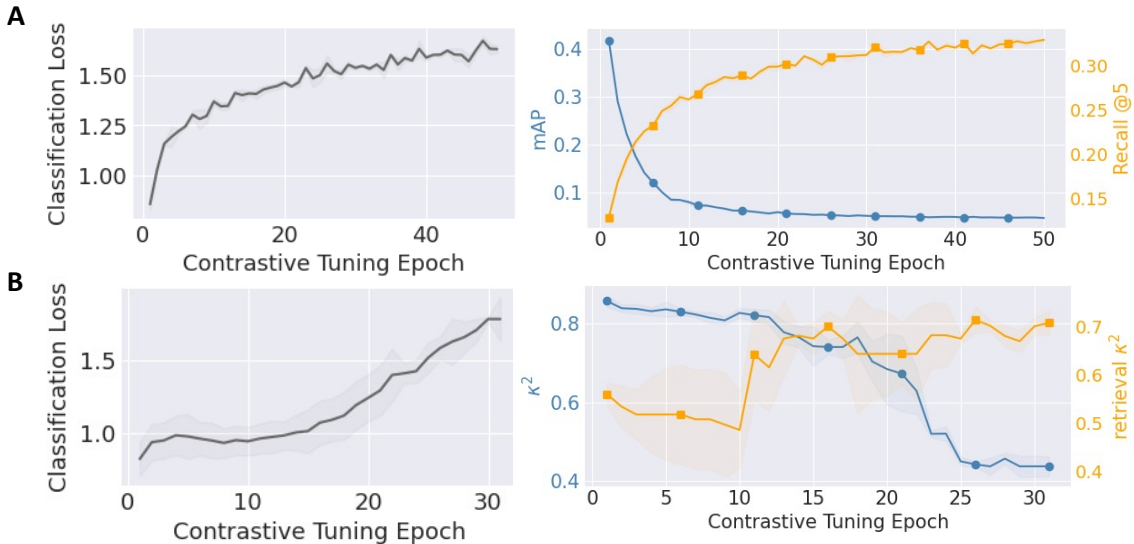 A
Classification Loss
1.50
1.25
1.00
0 20 40
Contrastive Tuning Epoch
mAP
0.4
0.3
0.2
0.1
0 10 20 30 40 50
Contrastive Tuning Epoch
0.30
0.25
0.20
0.15
Recall @5
B
Classification Loss
1.5
1.0
0 10 20 30
Contrastive Tuning Epoch
κ²
0.8
0.6
0.4
0 5 10 15 20 25 30
Contrastive Tuning Epoch
0.7
0.6
0.5
0.4
retrieval κ²